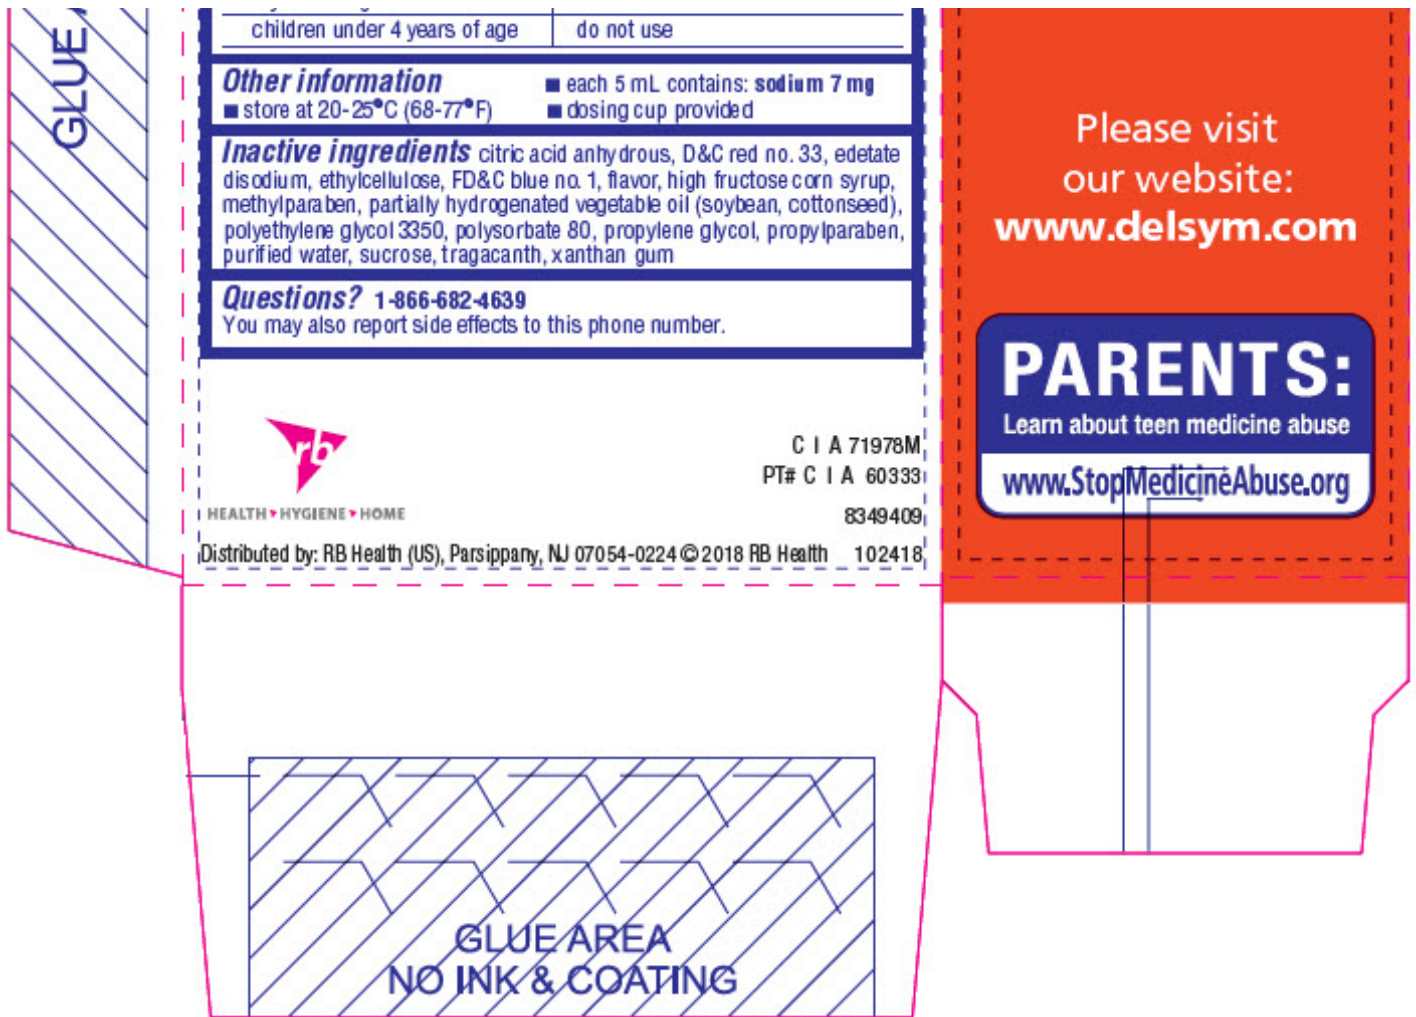 GLUE
children under 4 years of age do not use
Other information
■ store at 20-25°C (68-77°F)
■ each 5 mL contains: sodium 7 mg
■ dosing cup provided
Inactive ingredients citric acid anhydrous, D&C red no. 33, edetate
disodium, ethylcellulose, FD&C blue no. 1, flavor, high fructose corn syrup,
methylparaben, partially hydrogenated vegetable oil (soybean, cottonseed),
polyethylene glycol 3350, polysorbate 80, propylene glycol, propylparaben,
purified water, sucrose, tragacanth, xanthan gum
Questions? 1-866-682-4639
You may also report side effects to this phone number.
rb
HEALTH HYGIENE HOME
C I A 71978M
PT# C I A 60333
8349409
Distributed by: RB Health (US), Parsippany, NJ 07054-0224 © 2018 RB Health 102418
Please visit
our website:
www.delsym.com
PARENTS:
Learn about teen medicine abuse
www.StopMedicineAbuse.org
GLUE AREA
NO INK & COATING